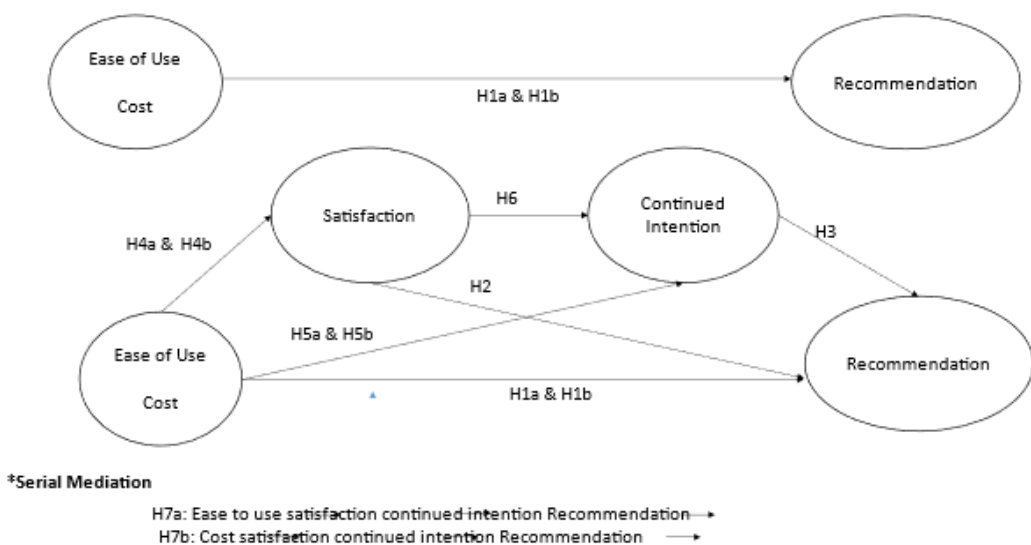 Ease of Use
Cost
H1a & H1b
Recommendation
Satisfaction
H6
Continued
Intention
H4a & H4b
H3
H2
H5a & H5b
Ease of Use
Cost
H1a & H1b
Recommendation
*Serial Mediation
H7a: Ease to use satisfaction continued intention Recommendation
H7b: Cost satisfaction continued intention Recommendation